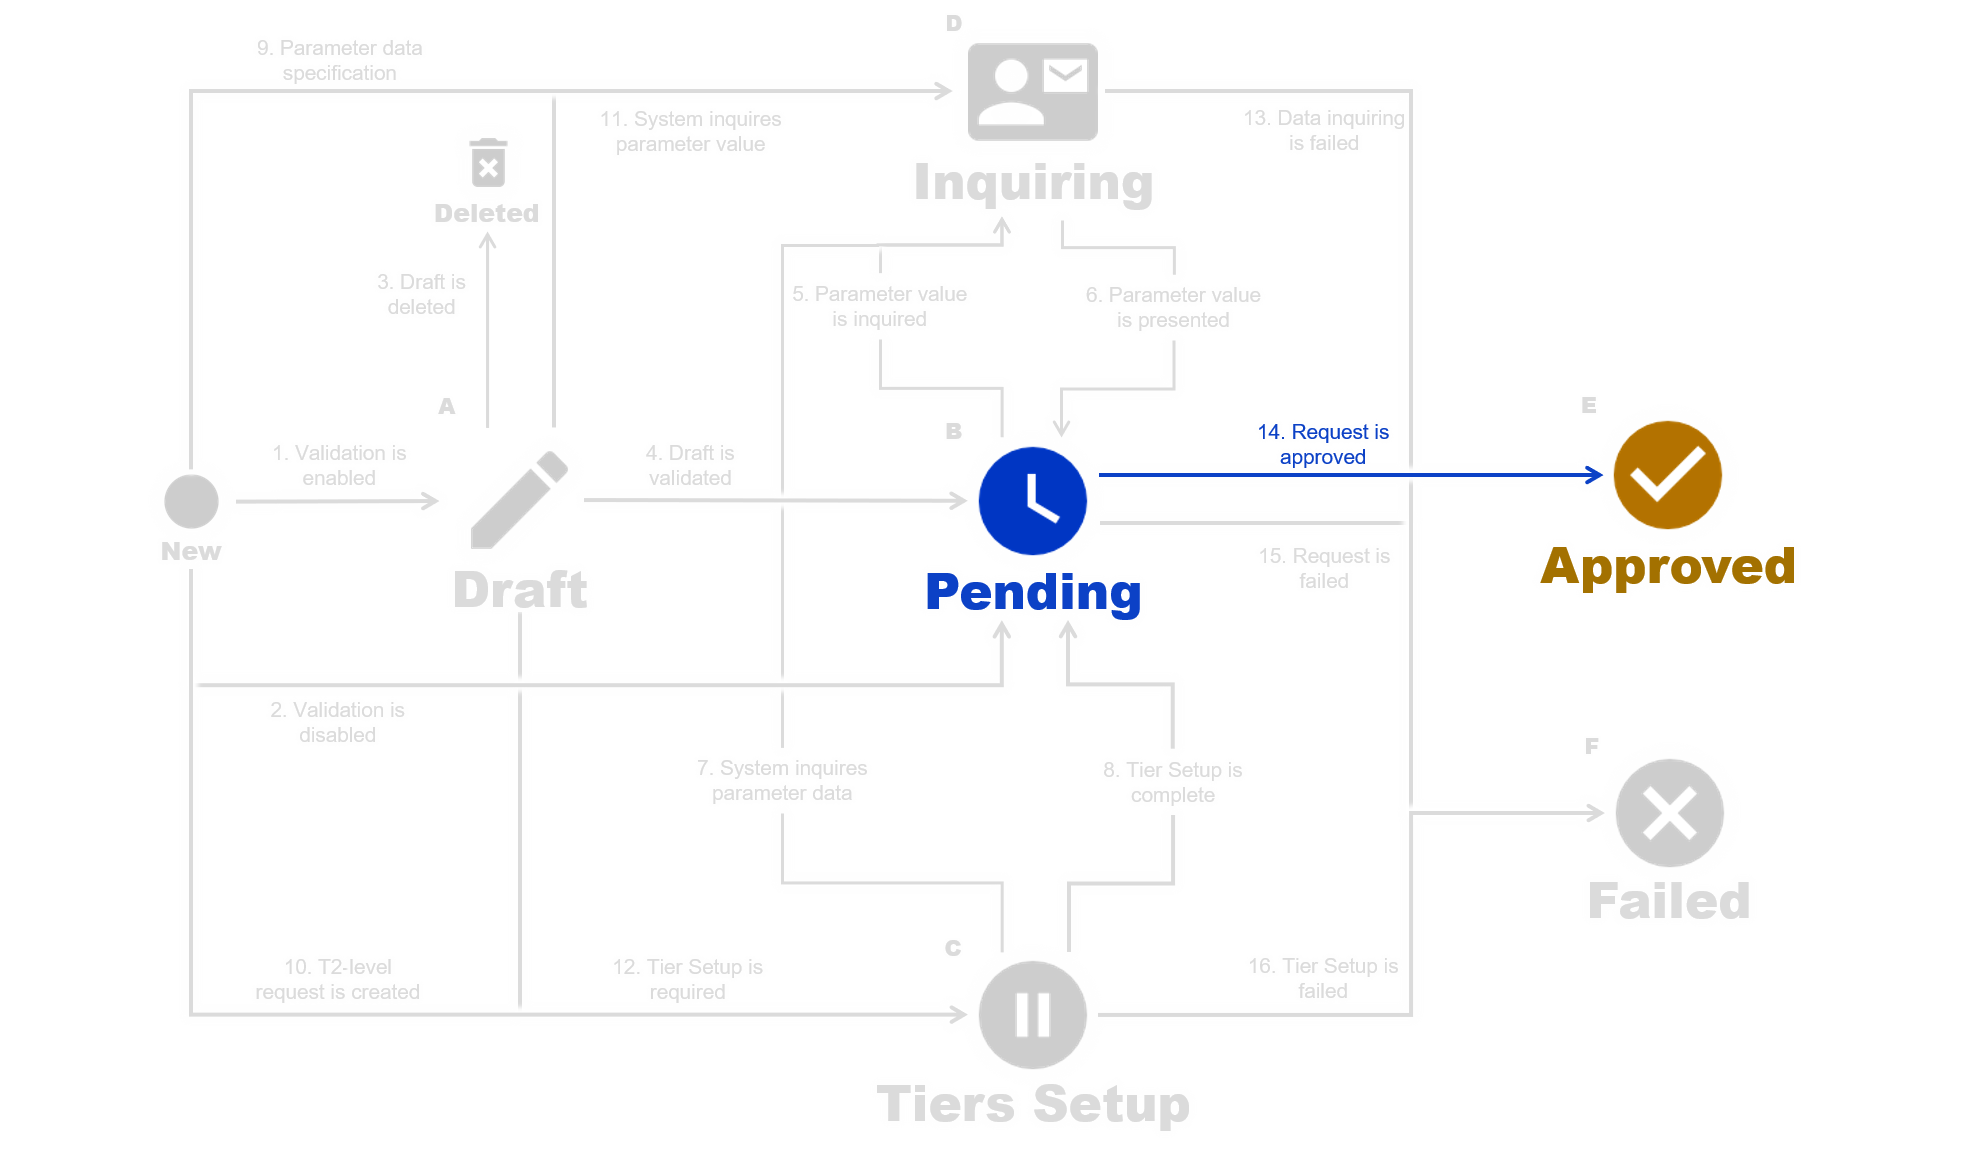 D
9. Parameter data
specification
11. System inquires
parameter value
13. Data inquiring
is failed
Inquiring
Deleted
3. Draft is
deleted
5. Parameter value
is inquired
6. Parameter value
is presented
A
B
E
1. Validation is
enabled
4. Draft is
validated
14. Request is
approved
New
Draft
Pending
15. Request is
failed
Approved
2. Validation is
disabled
7. System inquires
parameter data
8. Tier Setup is
complete
F
Failed
C
10. T2-level
request is created
12. Tier Setup is
required
16. Tier Setup is
failed
Tiers Setup